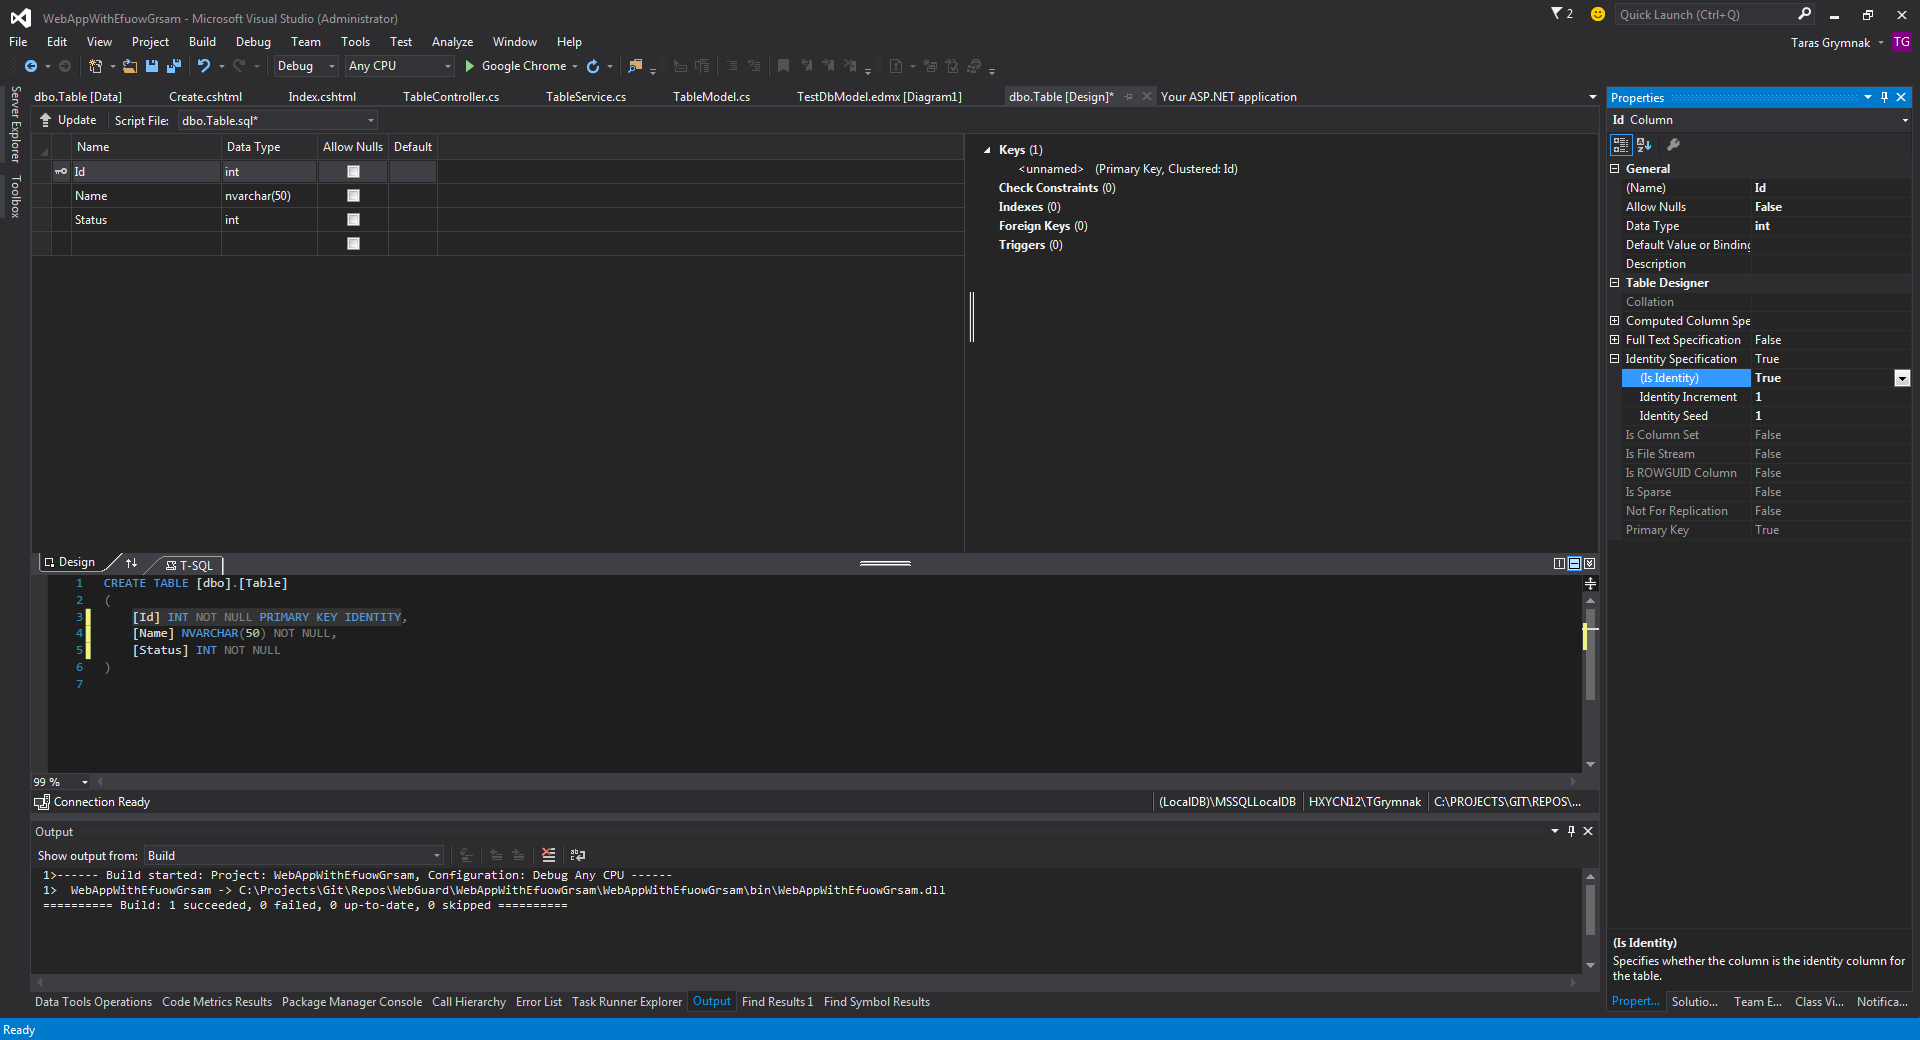 WebAppWithEfuowGrsam - Microsoft Visual Studio (Administrator)
2
Quick Launch (Ctrl+Q)
File Edit View Project Build Debug Team Tools Test Analyze Window Help
Taras Grymnak
TG
Debug
Any CPU
Google Chrome
Server Explorer
Toolbox
dbo.Table [Data] Create.cshtml Index.cshtml TableController.cs TableService.cs TableModel.cs TestDbModel.edmx [Diagram1] dbo.Table [Design]* Your ASP.NET application
Update Script File: dbo.Table.sql*
Name Data Type Allow Nulls Default
Id int
Name nvarchar(50)
Status int
Keys (1)
<unnamed> (Primary Key, Clustered: Id)
Check Constraints (0)
Indexes (0)
Foreign Keys (0)
Triggers (0)
Design T-SQL
1 CREATE TABLE [dbo].[Table]
2 (
3 [Id] INT NOT NULL PRIMARY KEY IDENTITY,
4 [Name] NVARCHAR(50) NOT NULL,
5 [Status] INT NOT NULL
6 )
7
99 %
Connection Ready
(LocalDB)\MSSQLLocalDB HXYCN12\TGrymnak C:\PROJECTS\GIT\REPOS\...
Output
Show output from: Build
1>------ Build started: Project: WebAppWithEfuowGrsam, Configuration: Debug Any CPU ------
1> WebAppWithEfuowGrsam -> C:\Projects\Git\Repos\WebGuard\WebAppWithEfuowGrsam\WebAppWithEfuowGrsam\bin\WebAppWithEfuowGrsam.dll
========== Build: 1 succeeded, 0 failed, 0 up-to-date, 0 skipped ==========
Data Tools Operations Code Metrics Results Package Manager Console Call Hierarchy Error List Task Runner Explorer Output Find Results 1 Find Symbol Results
Properties
Id Column
General
(Name) Id
Allow Nulls False
Data Type int
Default Value or Binding
Description
Table Designer
Collation
Computed Column Spe
Full Text Specification False
Identity Specification True
(Is Identity) True
Identity Increment 1
Identity Seed 1
Is Column Set False
Is File Stream False
Is ROWGUID Column False
Is Sparse False
Not For Replication False
Primary Key True
(Is Identity)
Specifies whether the column is the identity column for
the table.
Propert... Solutio... Team E... Class Vi... Notifica...
Ready